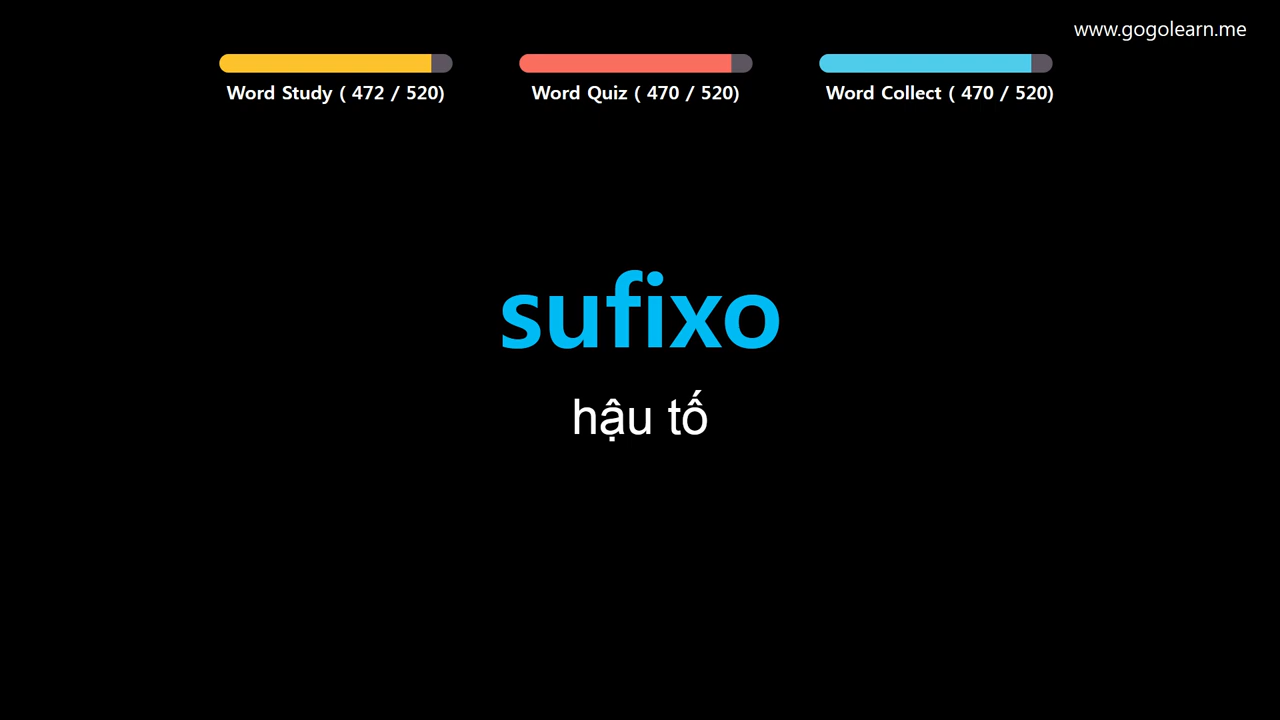 www.gogolearn.me
Word Study ( 472 / 520)
Word Quiz ( 470 / 520)
Word Collect ( 470 / 520)
sufixo
hậu tố